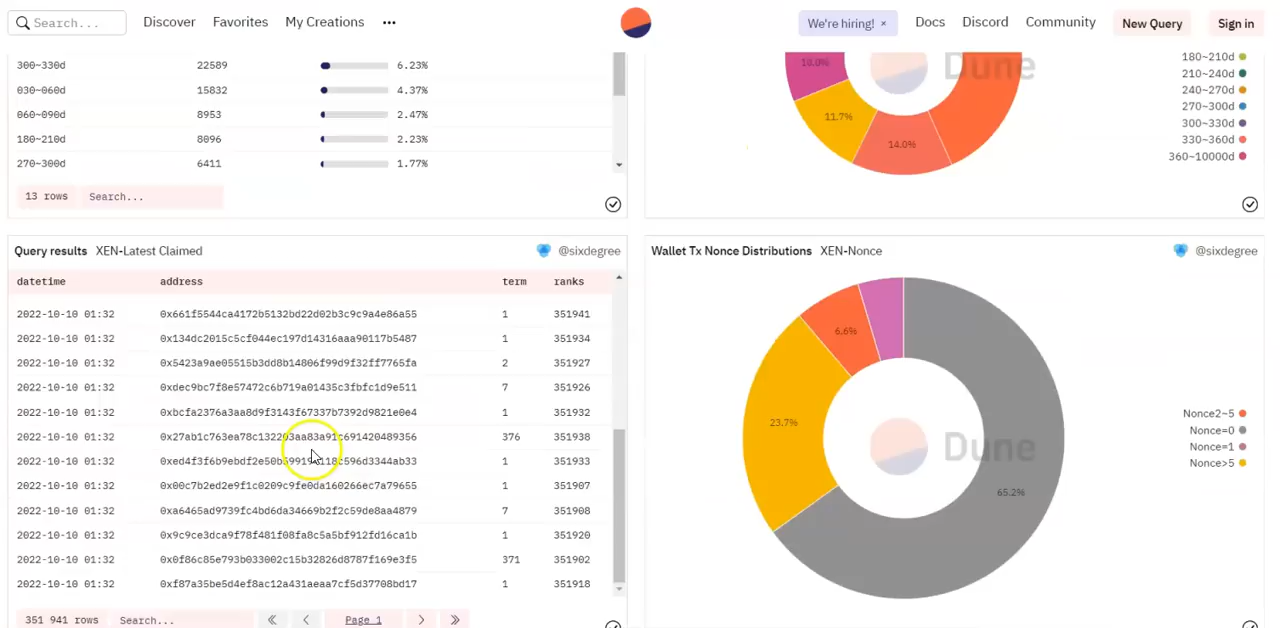 Search... Discover Favorites My Creations ••• We're hiring! × Docs Discord Community New Query Sign in
300~330d 22589 6.23%
030~060d 15832 4.37%
060~090d 8953 2.47%
180~210d 8096 2.23%
270~300d 6411 1.77%
13 rows Search...
10.0%
11.7%
14.0%
Dune
180~210d
210~240d
240~270d
270~300d
300~330d
330~360d
360~10000d
Query results XEN-Latest Claimed @sixdegree
datetime address term ranks
2022-10-10 01:32 0x661f5544ca4172b5132bd22d02b3c9c9a4e86a55 1 351941
2022-10-10 01:32 0x134dc2015c5cf044ec197d14316aaa90117b5487 1 351934
2022-10-10 01:32 0x5423a9ae05515b3dd8b14806f99d9f32ff7765fa 2 351927
2022-10-10 01:32 0xdec9bc7f8e57472c6b719a01435c3fbfc1d9e511 7 351926
2022-10-10 01:32 0xbcfa2376a3aa8d9f3143f67337b7392d9821e0e4 1 351932
2022-10-10 01:32 376 351938
2022-10-10 01:32 1 351933
2022-10-10 01:32 0x00c7b2ed2e9f1c0209c9fe0da160266ec7a79655 1 351907
2022-10-10 01:32 0xa6465ad9739fc4bd6da34669b2f2c59de8aa4879 7 351908
2022-10-10 01:32 0x9c9ce3dca9f78f481f08fa8c5a5bf912fd16ca1b 1 351920
2022-10-10 01:32 0x0f86c85e793b033002c15b32826d8787f169e3f5 371 351902
2022-10-10 01:32 0xf87a35be5d4ef8ac12a431aeaa7cf5d37708bd17 1 351918
351 941 rows Search... Page 1
Wallet Tx Nonce Distributions XEN-Nonce @sixdegree
6.6%
23.7%
65.2%
Dune
Nonce2~5
Nonce=0
Nonce=1
Nonce>5